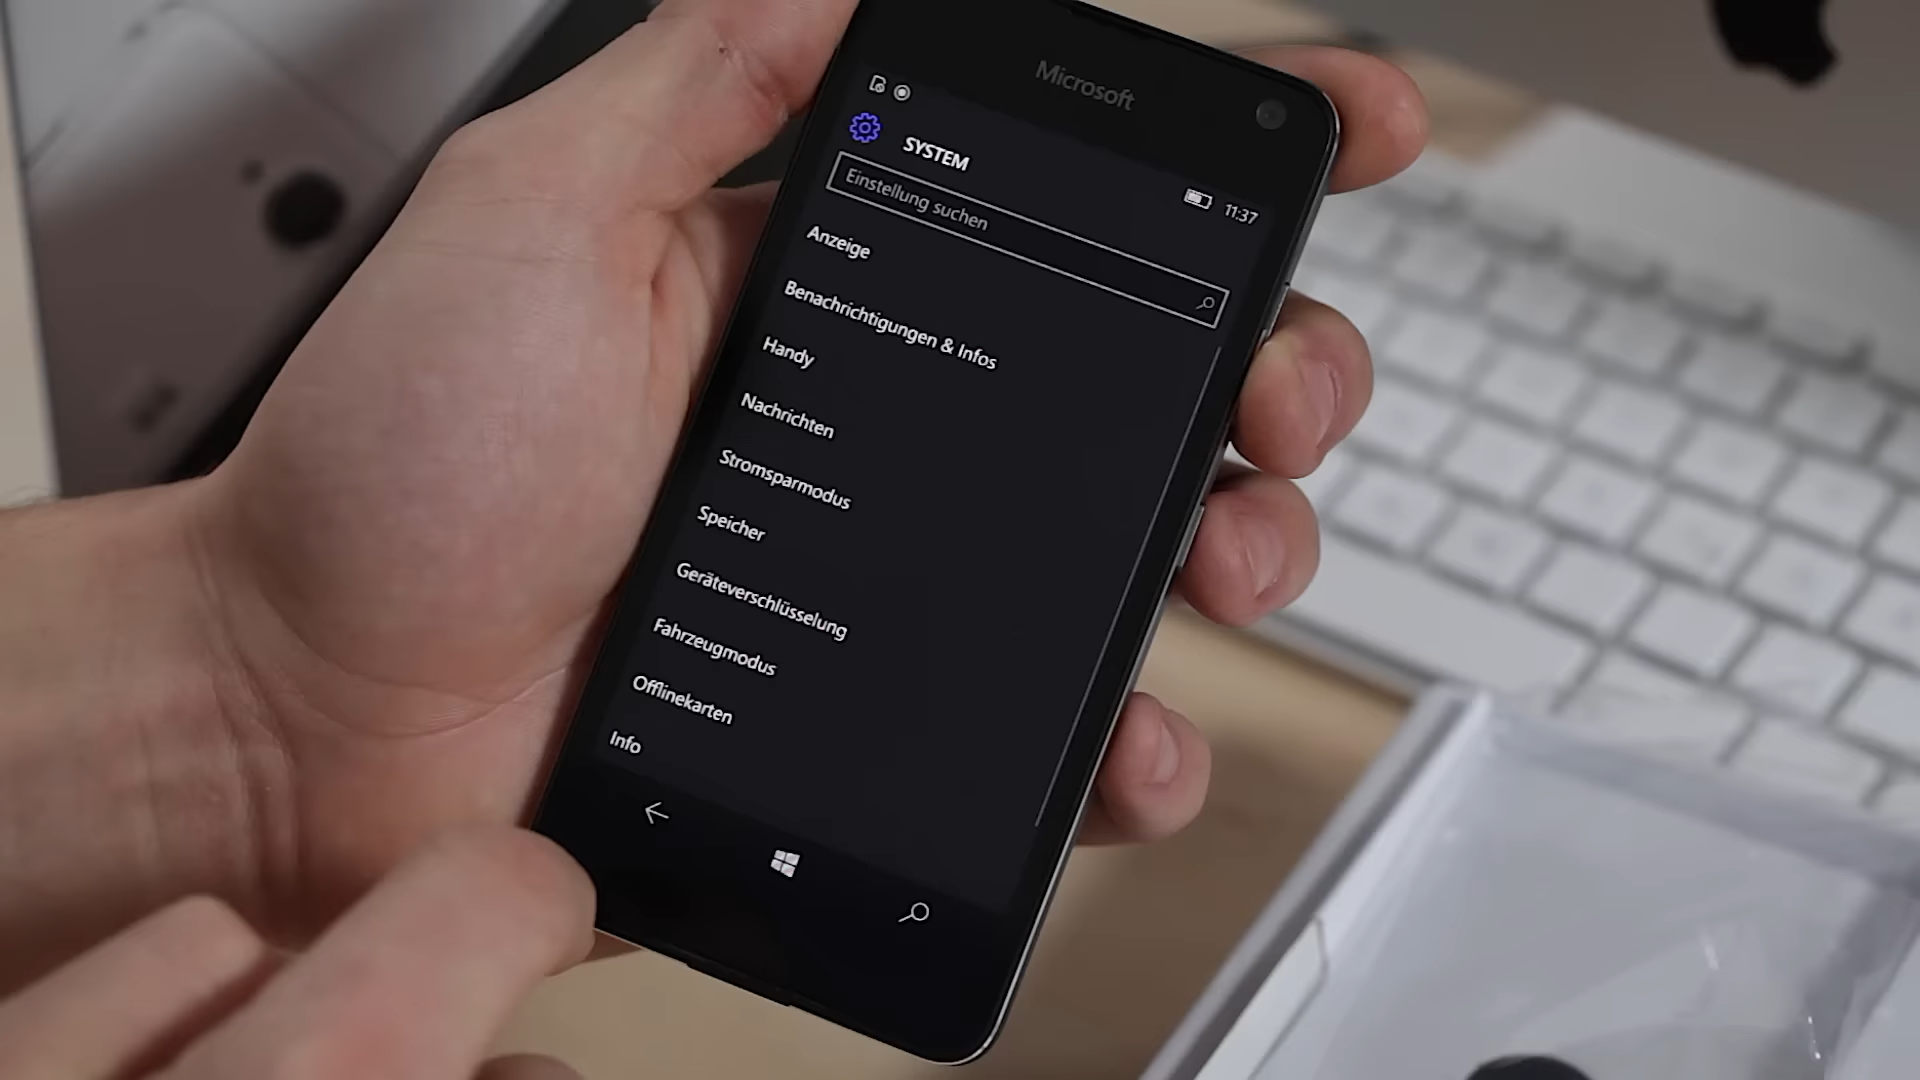 Microsoft
11:37
SYSTEM
Einstellung suchen
Anzeige
Benachrichtigungen & Infos
Handy
Nachrichten
Stromsparmodus
Speicher
Geräteverschlüsselung
Fahrzeugmodus
Offlinekarten
Info